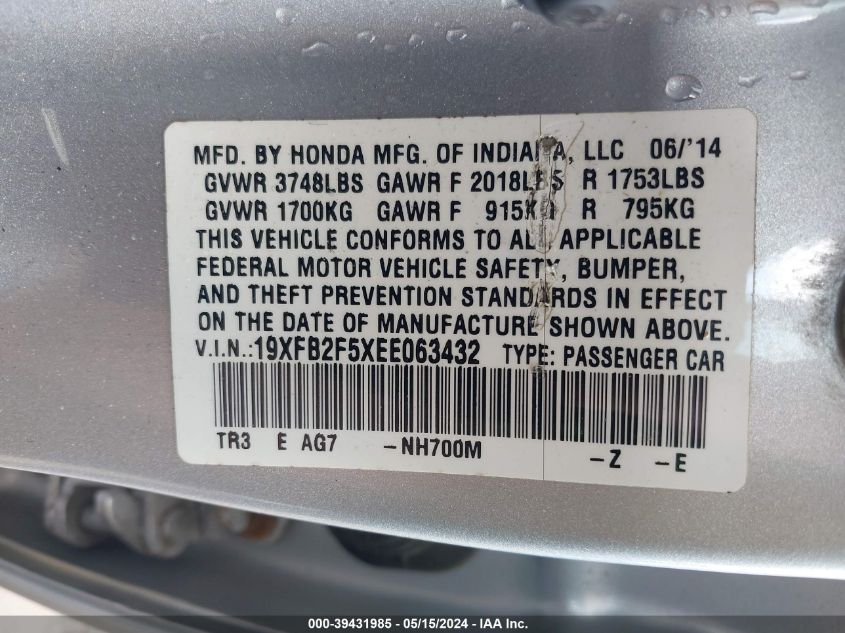 MFD. BY HONDA MFG. OF INDIANA, LLC 06/'14
GVWR 3748LBS GAWR F 2018LBS R 1753LBS
GVWR 1700KG GAWR F 915KG R 795KG
THIS VEHICLE CONFORMS TO ALL APPLICABLE
FEDERAL MOTOR VEHICLE SAFETY, BUMPER,
AND THEFT PREVENTION STANDARDS IN EFFECT
ON THE DATE OF MANUFACTURE SHOWN ABOVE.
V.I.N.:19XFB2F5XEE063432 TYPE: PASSENGER CAR
TR3 E AG7 -NH700M -Z -E
000-39431985 / 05/15/2024 - IAA Inc.